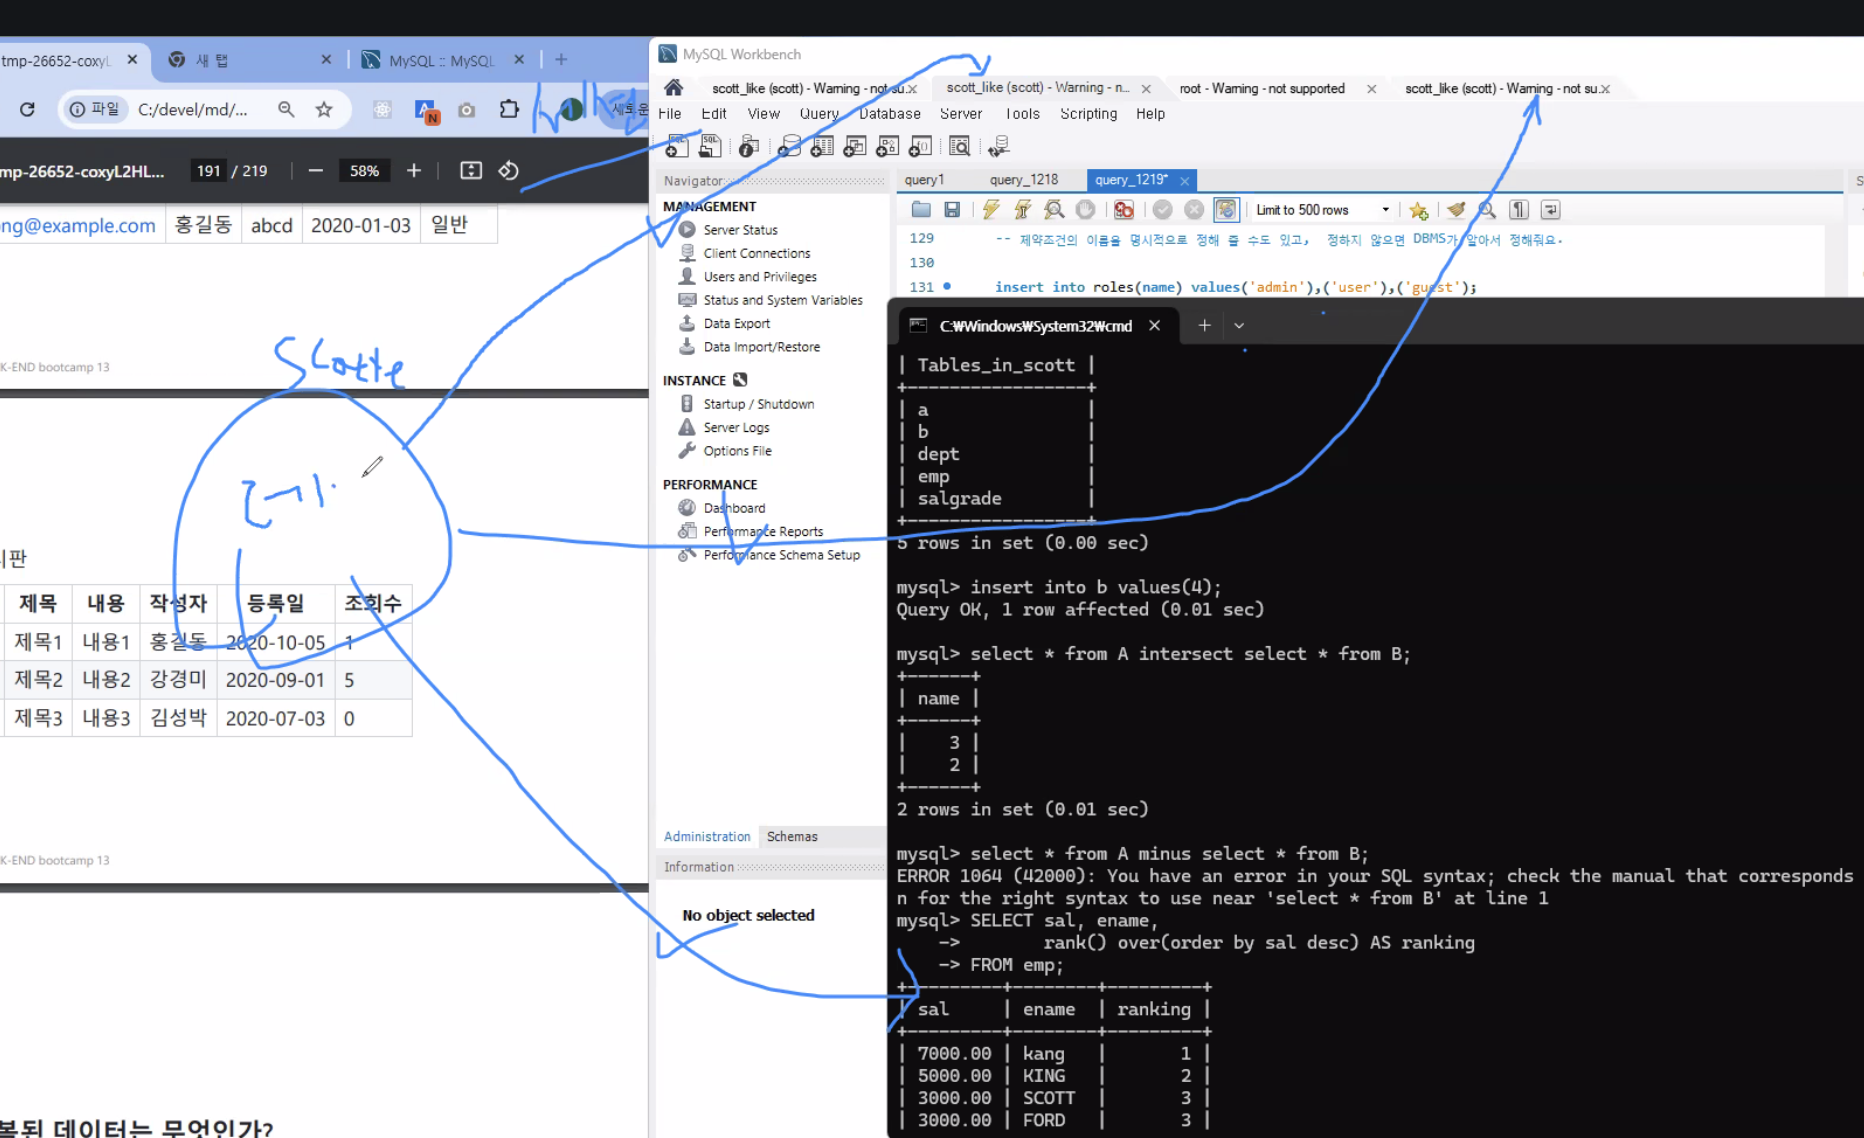 tmp-26652-coxyL
새 탭
MySQL :: MySQL
파일
C:/devel/md/...
새로운
mp-26652-coxyL2HL...
191 / 219
58%
ng@example.com 홍길동 abcd 2020-01-03 일반
K-END bootcamp 13
Scotte
시판
제목 내용 작성자 등록일 조회수
제목1 내용1 홍길동 2020-10-05 1
제목2 내용2 강경미 2020-09-01 5
제목3 내용3 김성박 2020-07-03 0
K-END bootcamp 13
복된 데이터는 무엇인가?
MySQL Workbench
scott_like (scott) - Warning - not su...
scott_like (scott) - Warning - n...
root - Warning - not supported
scott_like (scott) - Warning - not su...
File Edit View Query Database Server Tools Scripting Help
Navigator
MANAGEMENT
Server Status
Client Connections
Users and Privileges
Status and System Variables
Data Export
Data Import/Restore
INSTANCE
Startup / Shutdown
Server Logs
Options File
PERFORMANCE
Dashboard
Performance Reports
Performance Schema Setup
Administration Schemas
Information
No object selected
query1 query_1218 query_1219*
Limit to 500 rows
129 -- 제약조건의 이름을 명시적으로 정해 줄 수도 있고, 정하지 않으면 DBMS가 알아서 정해줘요.
130
131 insert into roles(name) values('admin'),('user'),('guest');
C:₩Windows₩System32₩cmd
| Tables_in_scott |
+-----------------+
| a |
| b |
| dept |
| emp |
| salgrade |
+-----------------+
5 rows in set (0.00 sec)
mysql> insert into b values(4);
Query OK, 1 row affected (0.01 sec)
mysql> select * from A intersect select * from B;
+------+
| name |
+------+
| 3 |
| 2 |
+------+
2 rows in set (0.01 sec)
mysql> select * from A minus select * from B;
ERROR 1064 (42000): You have an error in your SQL syntax; check the manual that corresponds
n for the right syntax to use near 'select * from B' at line 1
mysql> SELECT sal, ename,
-> rank() over(order by sal desc) AS ranking
-> FROM emp;
+---------+--------+---------+
| sal | ename | ranking |
+---------+--------+---------+
| 7000.00 | kang | 1 |
| 5000.00 | KING | 2 |
| 3000.00 | SCOTT | 3 |
| 3000.00 | FORD | 3 |